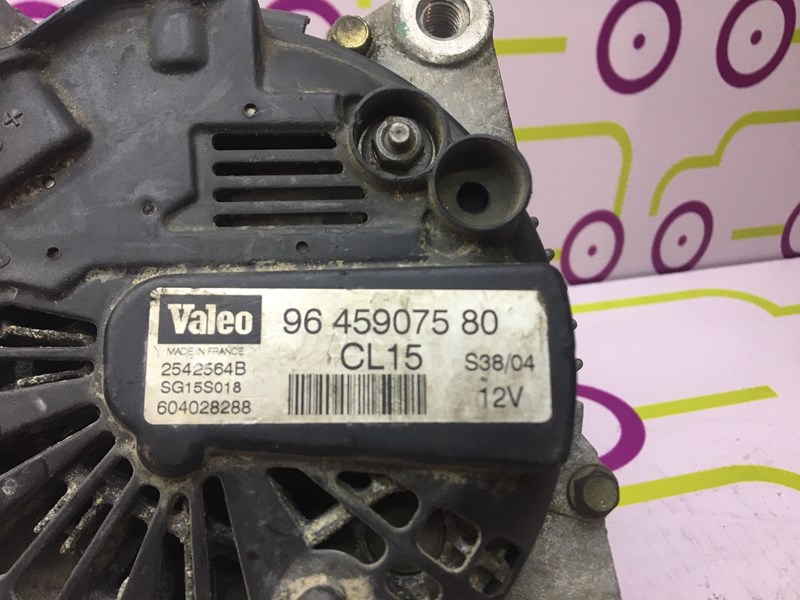 +
Valeo 96 459075 80
MADE IN FRANCE CL15 S38/04
2542564B
SG15S018 12V
604028288